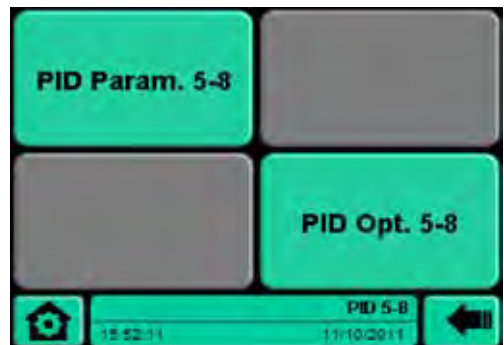 PID Param. 5-8
PID Opt. 5-8
PID 5-8
15:52:11 11/10/2011